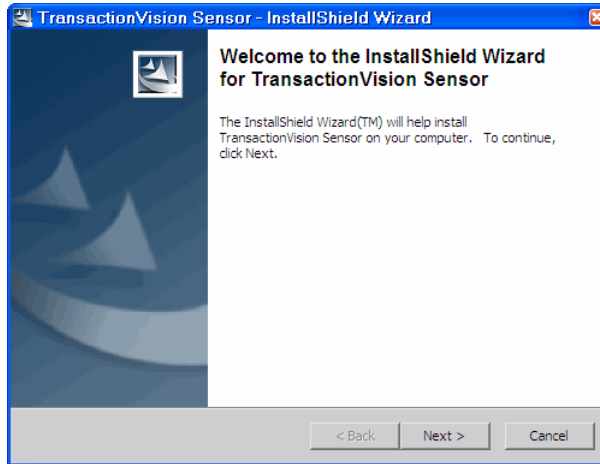 TransactionVision Sensor - InstallShield Wizard
Welcome to the InstallShield Wizard
for TransactionVision Sensor
The InstallShield Wizard(TM) will help install
TransactionVision Sensor on your computer. To continue,
click Next.
< Back
Next >
Cancel